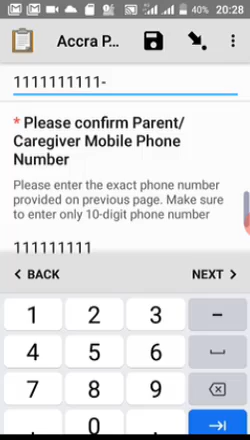 40% 20:28
Accra P...
1111111111-
* Please confirm Parent/
Caregiver Mobile Phone
Number
Please enter the exact phone number
provided on previous page. Make sure
to enter only 10-digit phone number
111111111
< BACK NEXT >
1 2 3 –
4 5 6
7 8 9
, 0 .